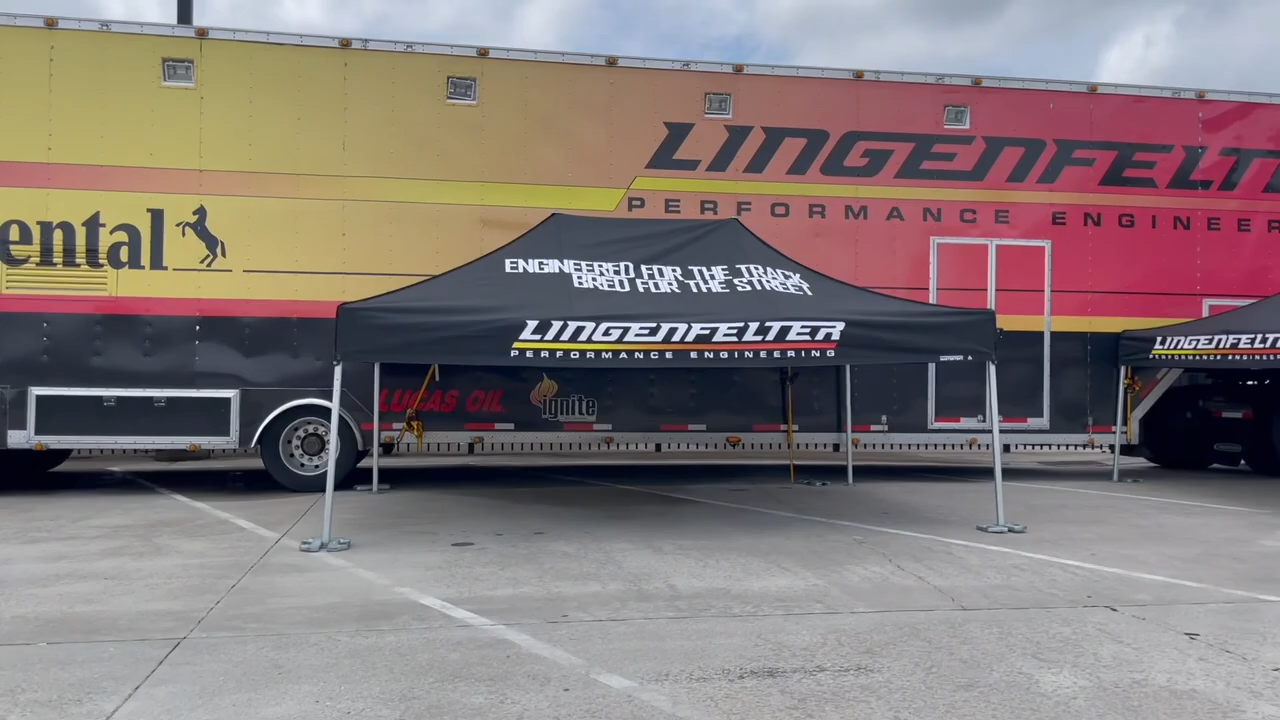 LINGENFELTE
PERFORMANCE ENGINEER
ental
ENGINEERED FOR THE TRACK
BRED FOR THE STREET
LINGENFELTER
PERFORMANCE ENGINEERING
LINGENFELTER
PERFORMANCE ENGINEERING
LUCAS OIL
ignite